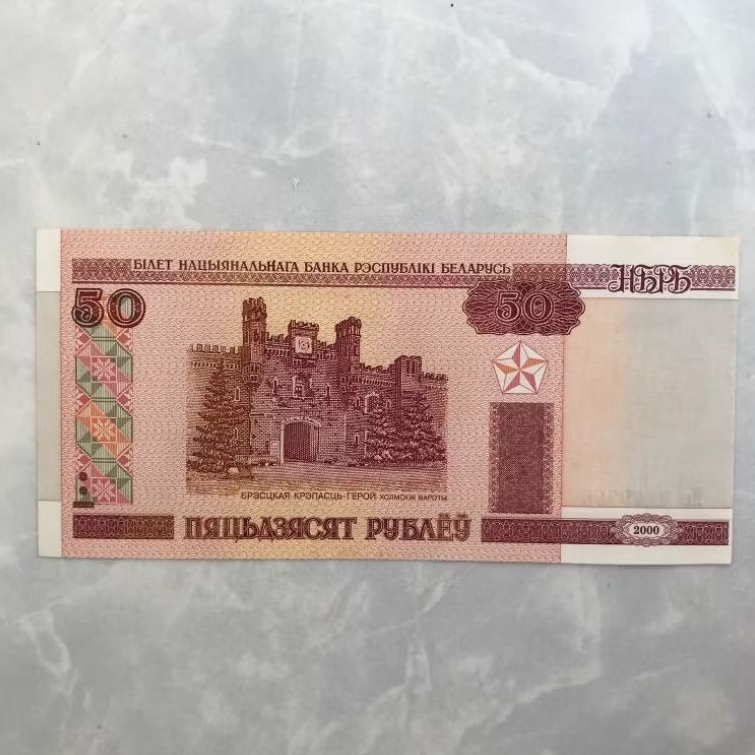 БІЛЕТ НАЦЫЯНАЛЬНАГА БАНКА РЭСПУБЛІКІ БЕЛАРУСЬ
НБРБ
50
50
БРЭСЦКАЯ КРЭПАСЦЬ-ГЕРОЙ ХОЛМСКІЯ ВАРОТЫ
ПЯЦЬДЗЯСЯТ РУБЛЁЎ
2000